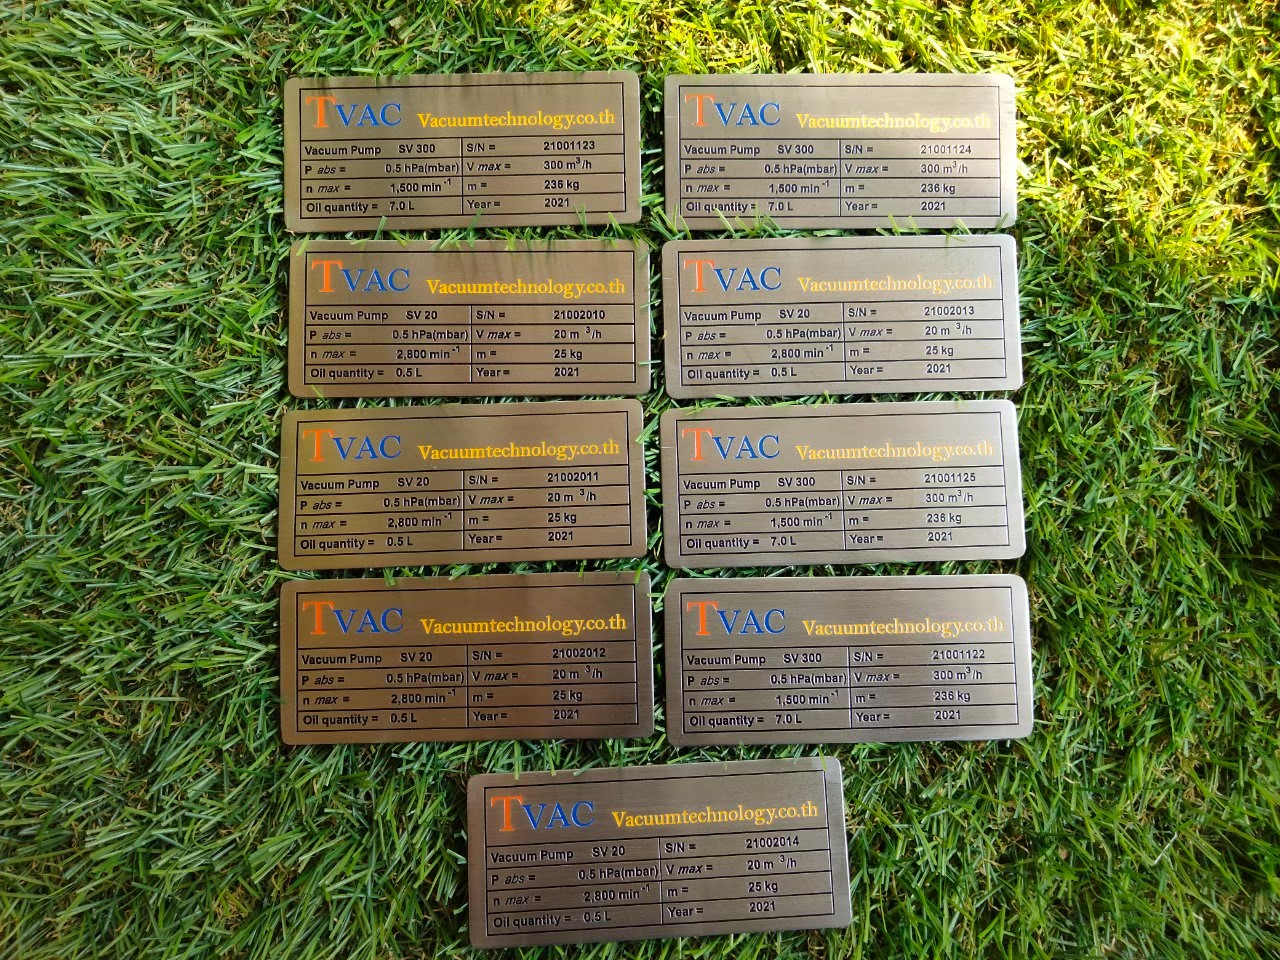 TVAC Vacuumtechnology.co.th
Vacuum Pump SV 300 S/N = 21001123
P abs = 0.5 hPa(mbar) V max = 300 m³/h
n max = 1,500 min⁻¹ m = 236 kg
Oil quantity = 7.0 L Year = 2021
TVAC Vacuumtechnology.co.th
Vacuum Pump SV 300 S/N = 21001124
P abs = 0.5 hPa(mbar) V max = 300 m³/h
n max = 1,500 min⁻¹ m = 236 kg
Oil quantity = 7.0 L Year = 2021
TVAC Vacuumtechnology.co.th
Vacuum Pump SV 20 S/N = 21002010
P abs = 0.5 hPa(mbar) V max = 20 m ³/h
n max = 2,800 min⁻¹ m = 25 kg
Oil quantity = 0.5 L Year = 2021
TVAC Vacuumtechnology.co.th
Vacuum Pump SV 20 S/N = 21002013
P abs = 0.5 hPa(mbar) V max = 20 m ³/h
n max = 2,800 min⁻¹ m = 25 kg
Oil quantity = 0.5 L Year = 2021
TVAC Vacuumtechnology.co.th
Vacuum Pump SV 20 S/N = 21002011
P abs = 0.5 hPa(mbar) V max = 20 m ³/h
n max = 2,800 min⁻¹ m = 25 kg
Oil quantity = 0.5 L Year = 2021
TVAC Vacuumtechnology.co.th
Vacuum Pump SV 300 S/N = 21001125
P abs = 0.5 hPa(mbar) V max = 300 m³/h
n max = 1,500 min⁻¹ m = 236 kg
Oil quantity = 7.0 L Year = 2021
TVAC Vacuumtechnology.co.th
Vacuum Pump SV 20 S/N = 21002012
P abs = 0.5 hPa(mbar) V max = 20 m ³/h
n max = 2,800 min⁻¹ m = 25 kg
Oil quantity = 0.5 L Year = 2021
TVAC Vacuumtechnology.co.th
Vacuum Pump SV 300 S/N = 21001122
P abs = 0.5 hPa(mbar) V max = 300 m³/h
n max = 1,500 min⁻¹ m = 236 kg
Oil quantity = 7.0 L Year = 2021
TVAC Vacuumtechnology.co.th
Vacuum Pump SV 20 S/N = 21002014
P abs = 0.5 hPa(mbar) V max = 20 m ³/h
n max = 2,800 min⁻¹ m = 25 kg
Oil quantity = 0.5 L Year = 2021